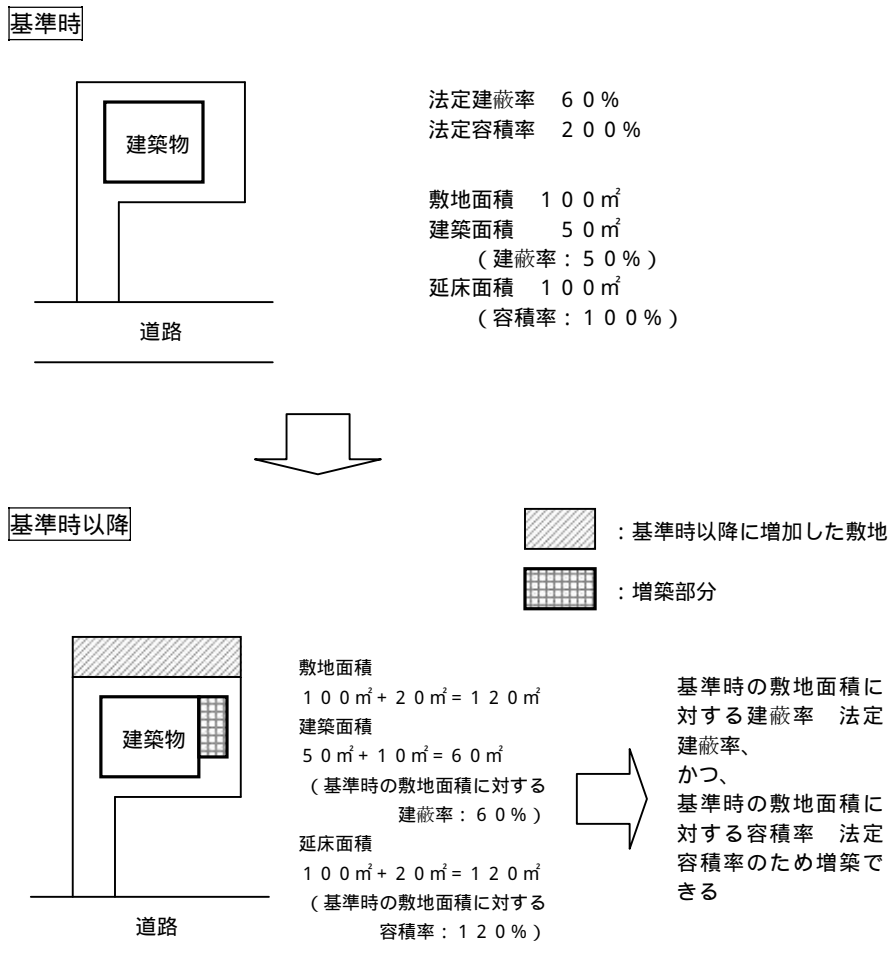 基準時
建築物
道路
法定建蔽率　６０％
法定容積率　２００％
敷地面積　１００㎡
建築面積　　５０㎡
（建蔽率：５０％）
延床面積　１００㎡
（容積率：１００％）
基準時以降
：基準時以降に増加した敷地
：増築部分
建築物
道路
敷地面積
１００㎡＋２０㎡＝１２０㎡
建築面積
５０㎡＋１０㎡＝６０㎡
（基準時の敷地面積に対する
建蔽率：６０％）
延床面積
１００㎡＋２０㎡＝１２０㎡
（基準時の敷地面積に対する
容積率：１２０％）
基準時の敷地面積に
対する建蔽率　法定
建蔽率、
かつ、
基準時の敷地面積に
対する容積率　法定
容積率のため増築で
きる